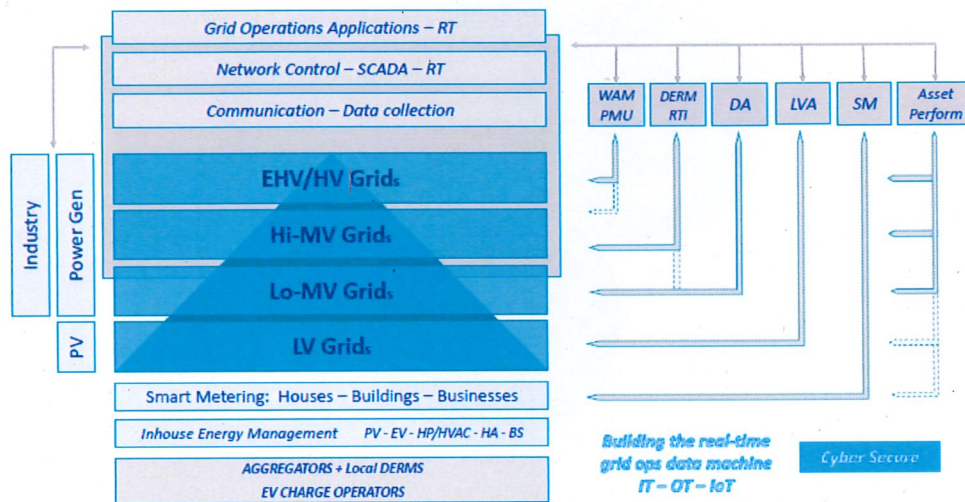 Grid Operations Applications – RT
Network Control – SCADA – RT
Communication – Data collection
EHV/HV Grids
Hi-MV Grids
Lo-MV Grids
LV Grids
Industry
Power Gen
PV
Smart Metering: Houses – Buildings – Businesses
Inhouse Energy Management PV - EV - HP/HVAC - HA - BS
AGGREGATORS + Local DERMS
EV CHARGE OPERATORS
WAM
PMU
DERM
RTI
DA
LVA
SM
Asset
Perform
Building the real-time
grid ops data machine
IT – OT – IoT
Cyber Secure